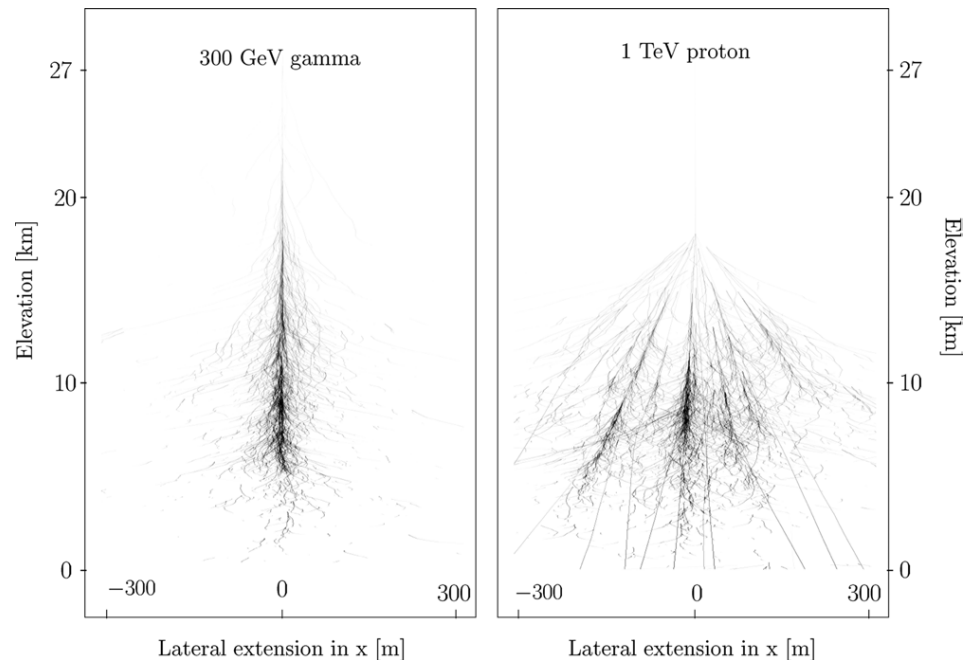 300 GeV gamma
27
20
10
0
Elevation [km]
−300
0
300
Lateral extension in x [m]
1 TeV proton
27
20
10
0
Elevation [km]
−300
0
300
Lateral extension in x [m]